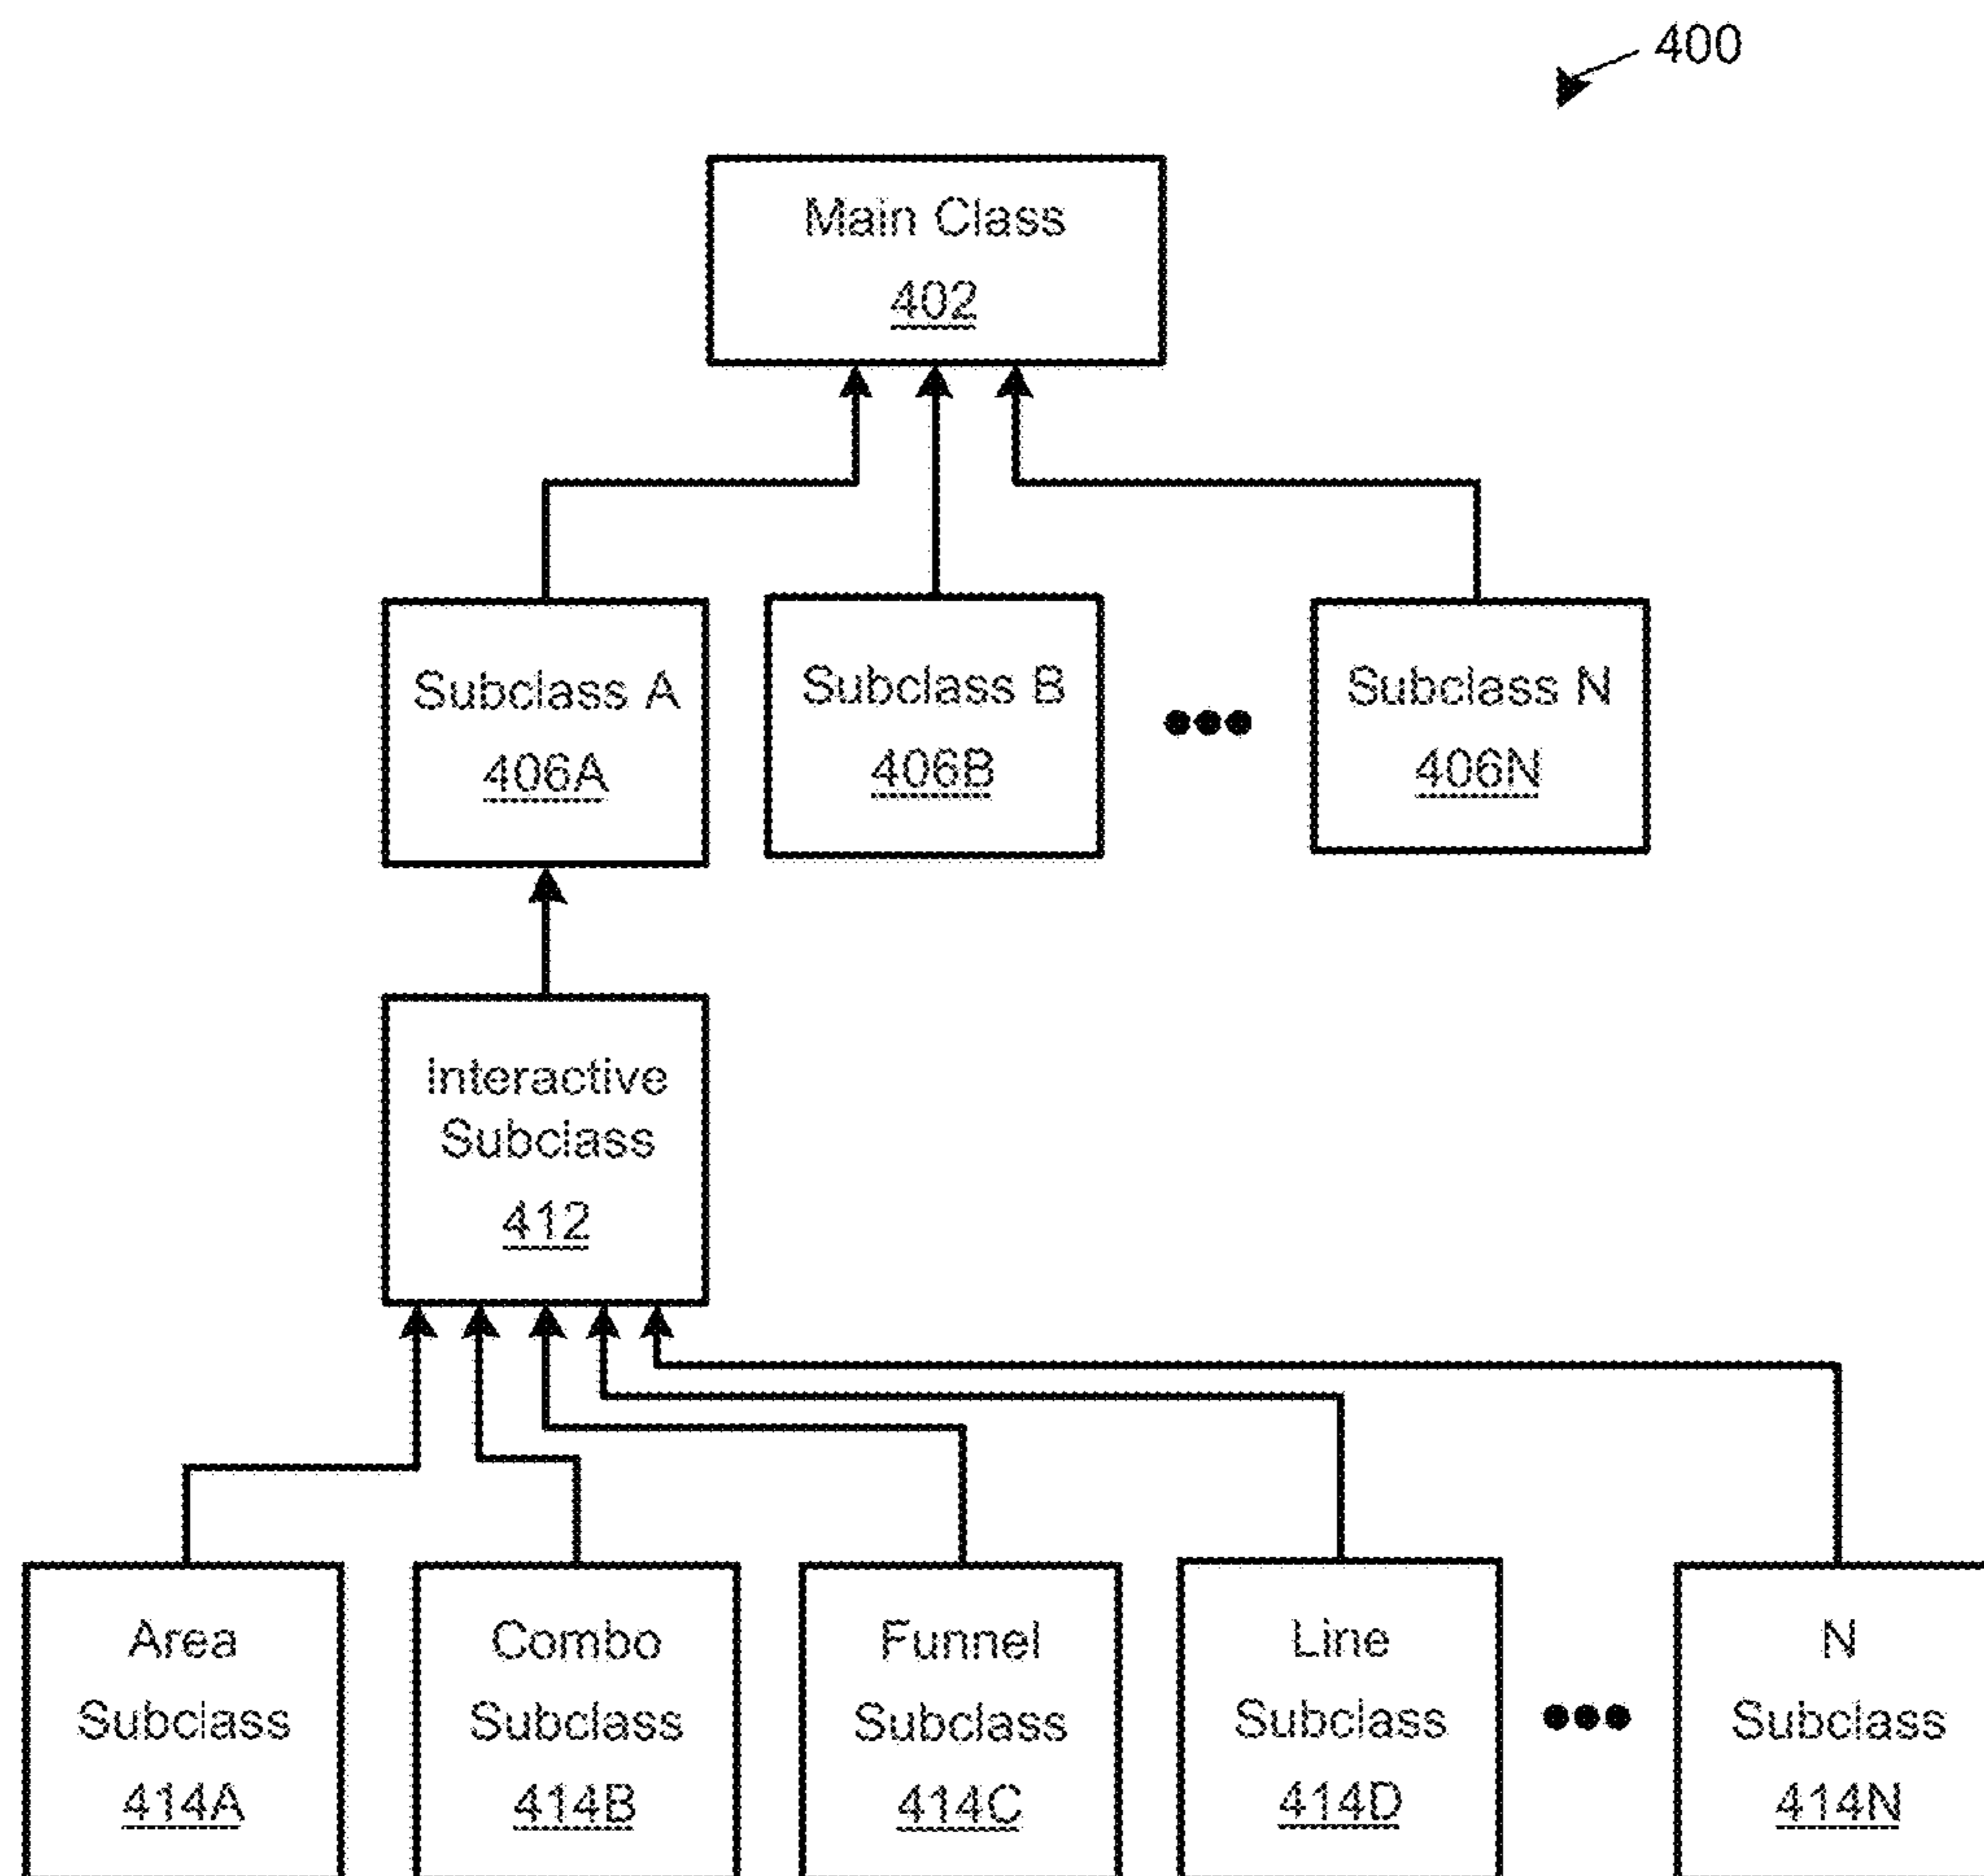 400
Main Class
402
Subclass A
406A
Subclass B
406B
Subclass N
406N
Interactive
Subclass
412
Area
Subclass
414A
Combo
Subclass
414B
Funnel
Subclass
414C
Line
Subclass
414D
N
Subclass
414N